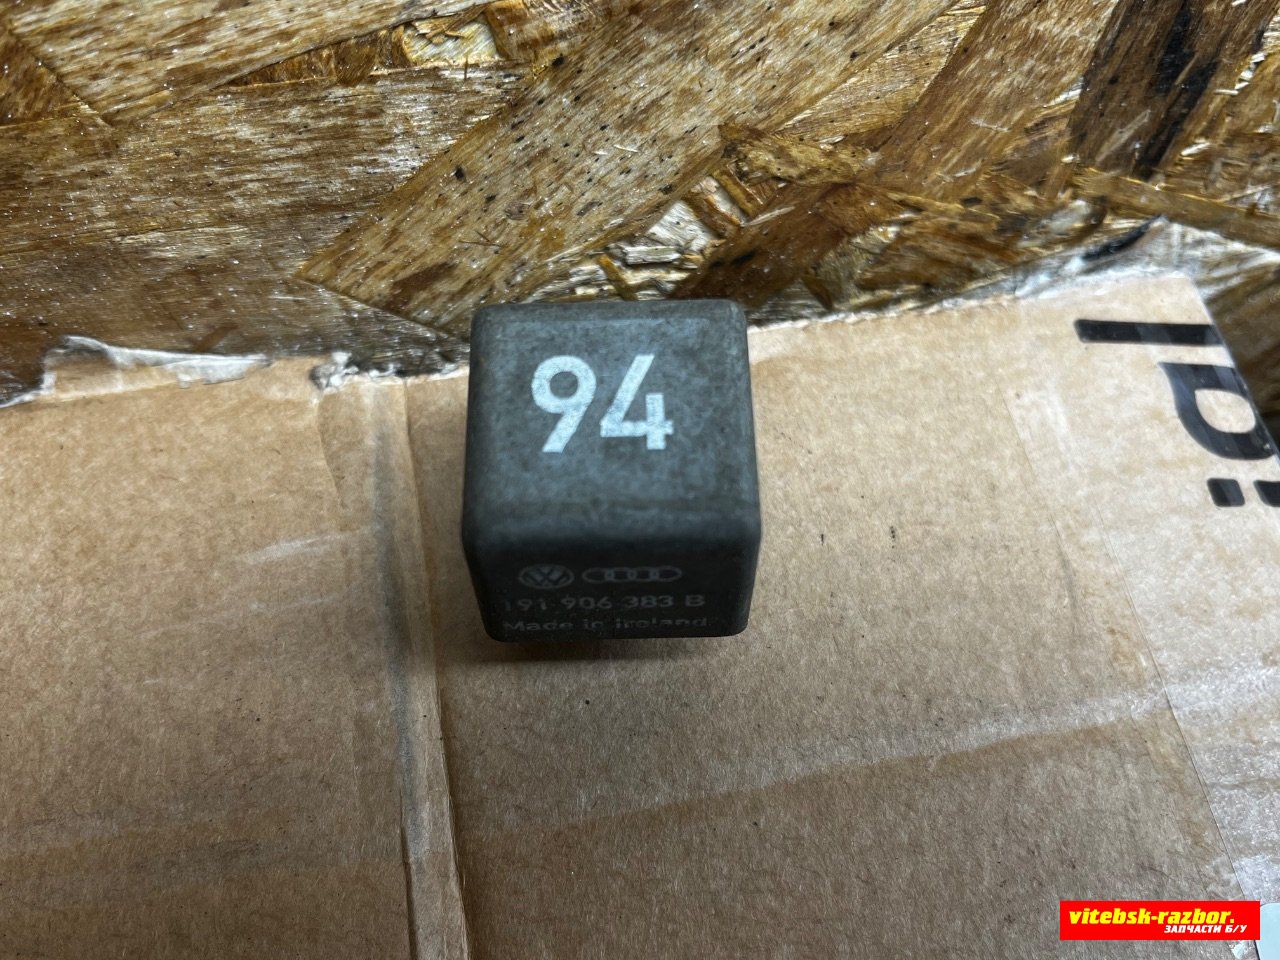 94
191 906 383 B
Made in Ireland
vitebsk-razbor.
ЗАПЧАСТИ Б/У